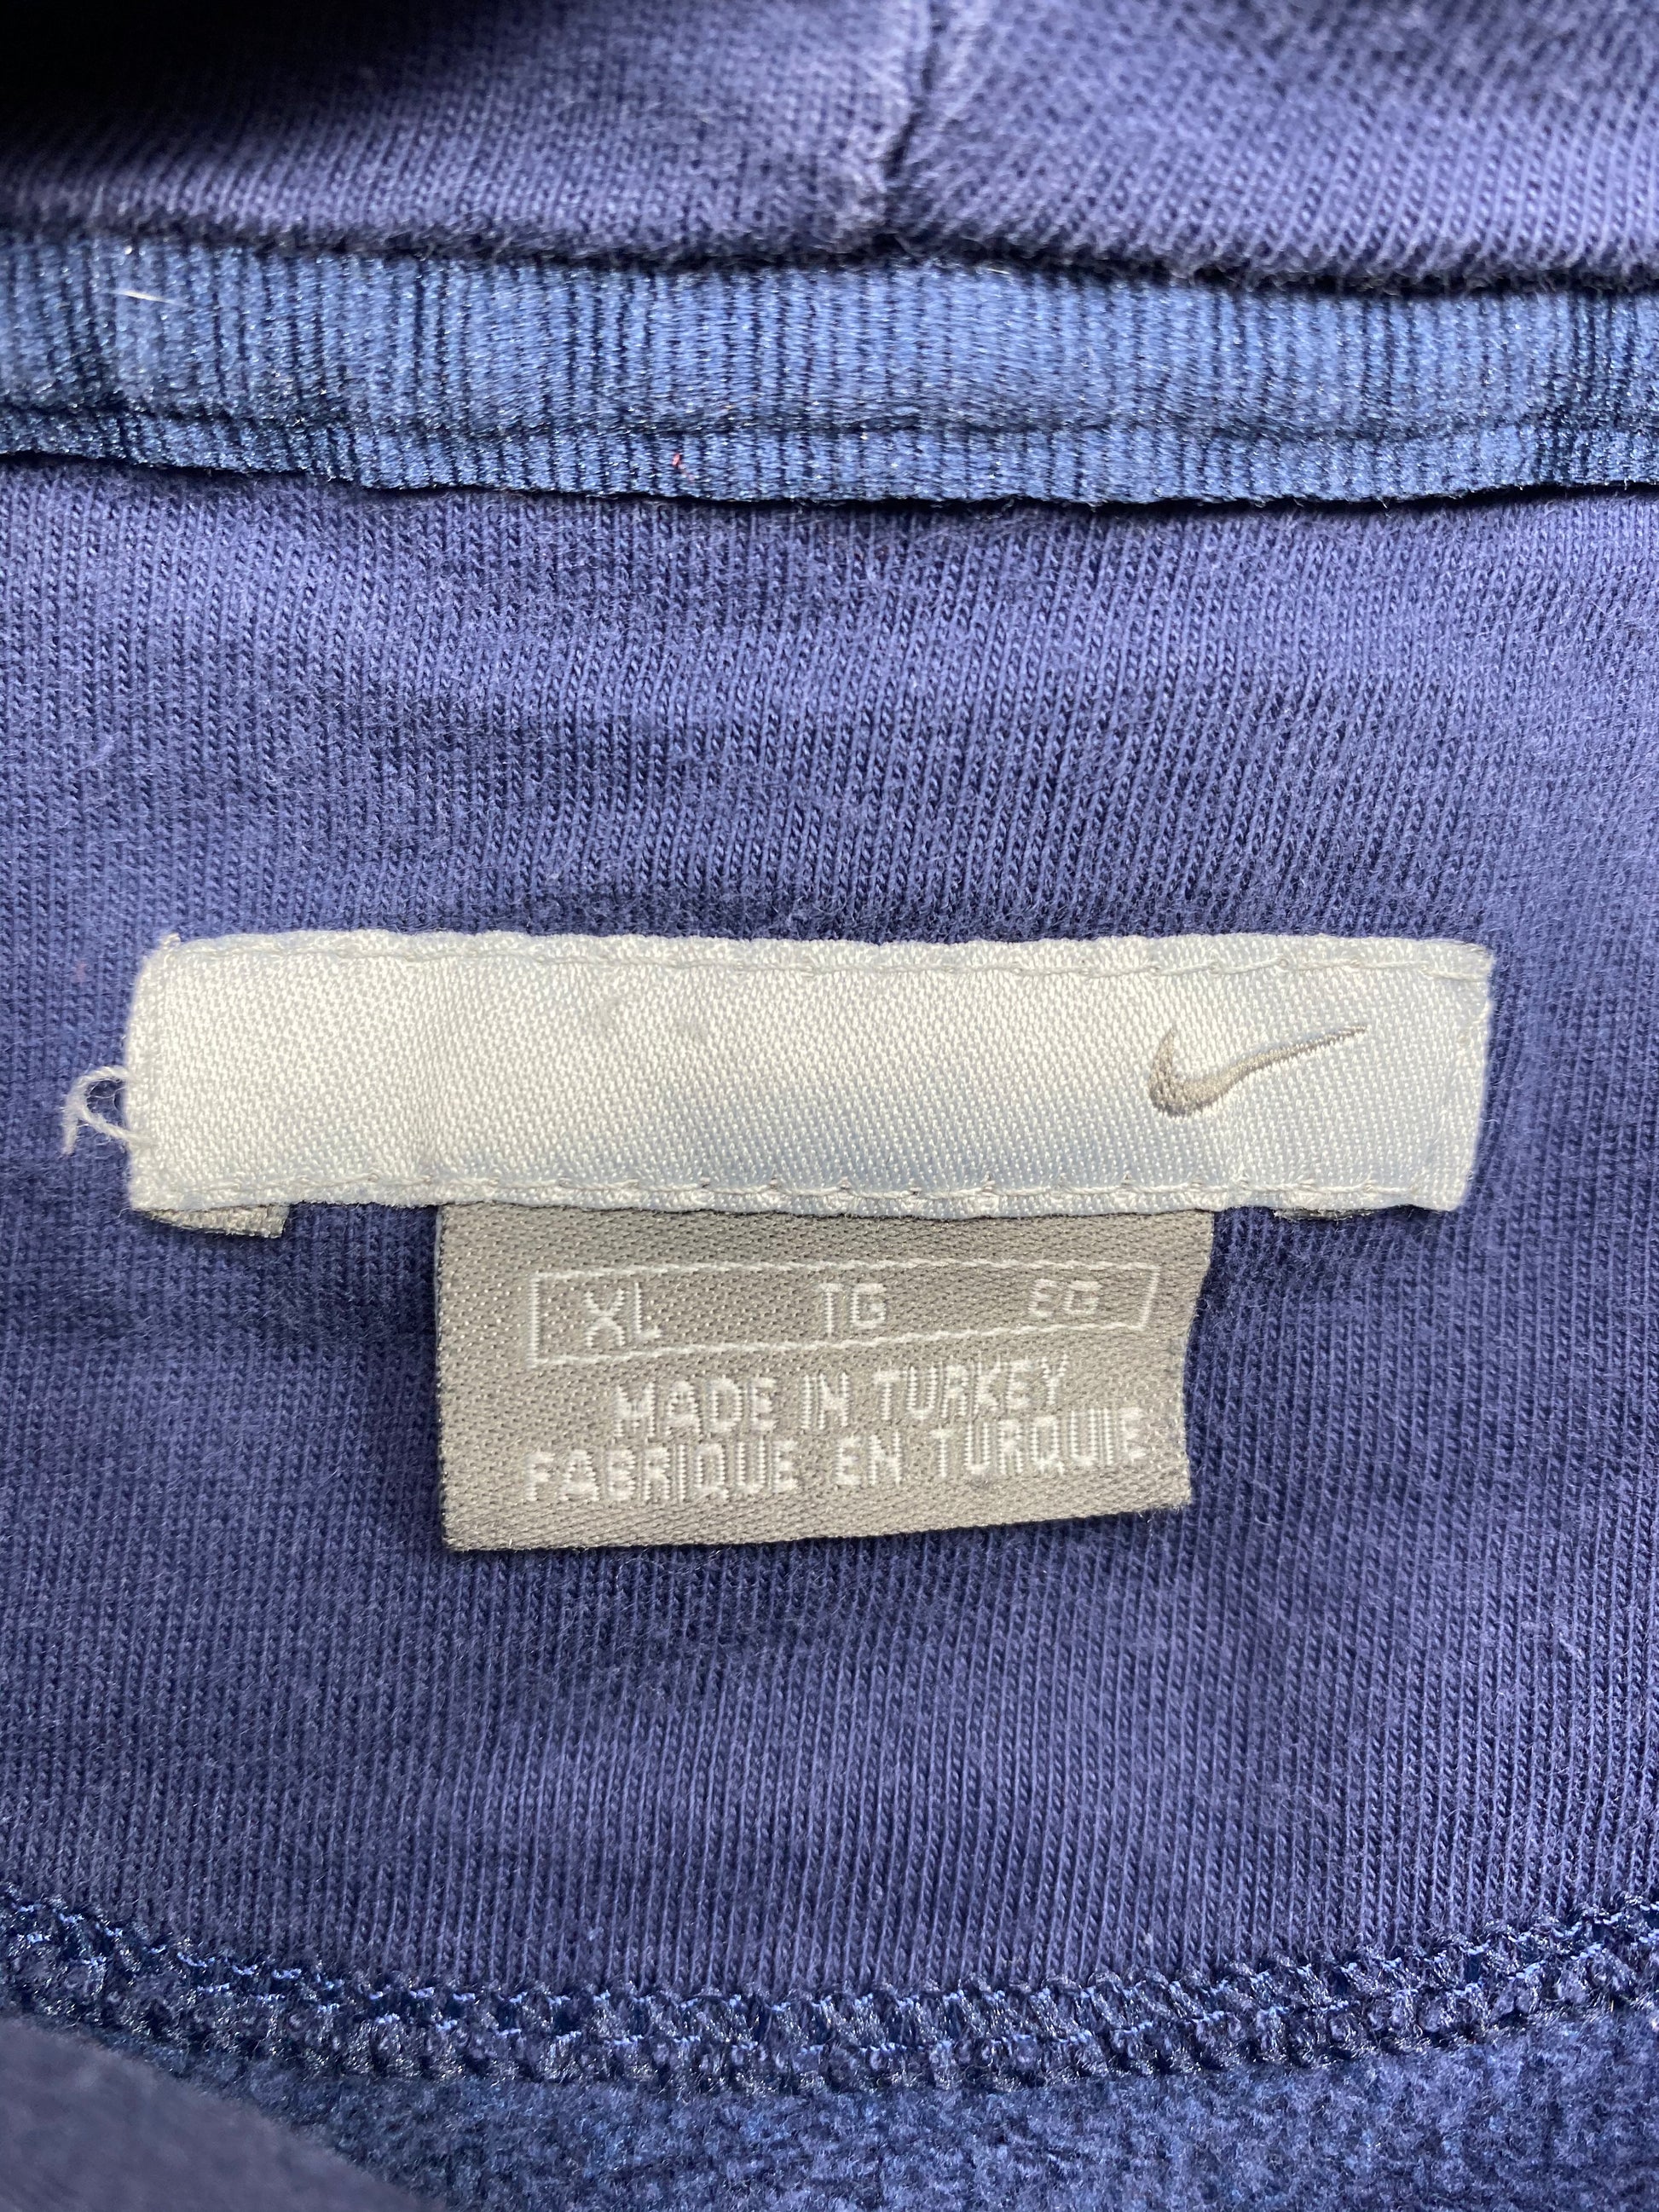 XL TG EG
MADE IN TURKEY
FABRIQUE EN TURQUIE